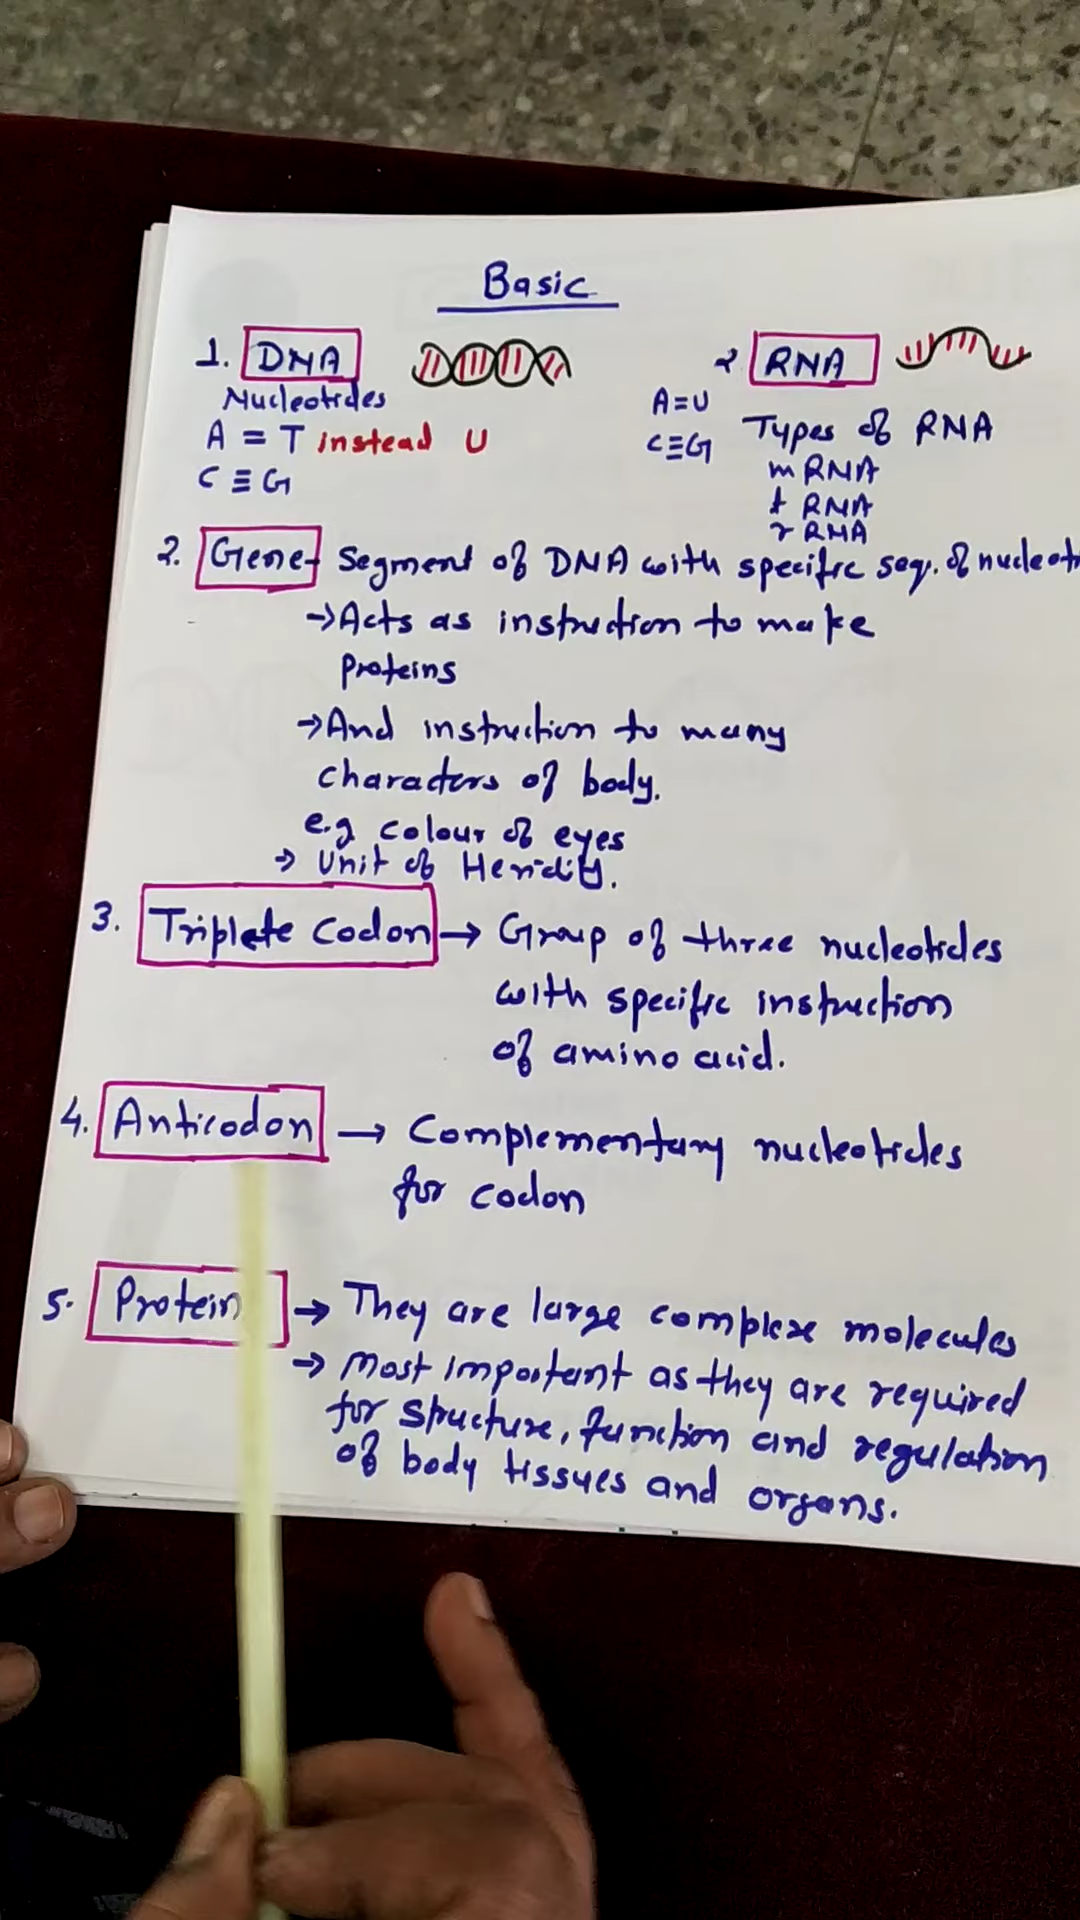 Basic
1. DNA
Nucleotides
A = T instead U
C ≡ G
2 RNA
A=U
C≡G
Types of RNA
mRNA
t RNA
r RNA
2. Gene- Segment of DNA with specific seq. of nucleoti
→Acts as instruction to make
Proteins
→And instruction to many
characters of body.
e.g colour of eyes
→ Unit of Heridity.
3. Triplete Codon → Group of three nucleotides
with specific instruction
of amino acid.
4. Anticodon → Complementary nucleotides
for codon
5. Protein → They are large complex molecules
→ Most important as they are required
for structure, function and regulation
of body tissues and organs.